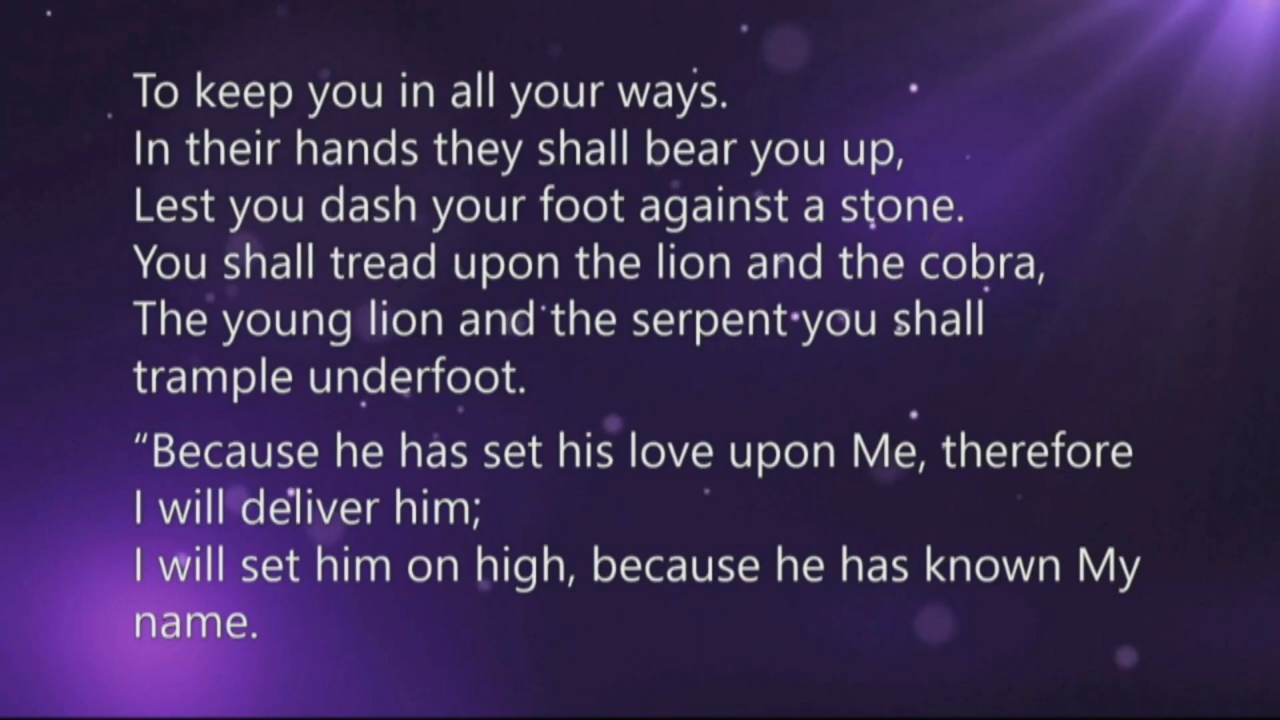 To keep you in all your ways.
In their hands they shall bear you up,
Lest you dash your foot against a stone.
You shall tread upon the lion and the cobra,
The young lion and the serpent you shall
trample underfoot.
“Because he has set his love upon Me, therefore
I will deliver him;
I will set him on high, because he has known My
name.